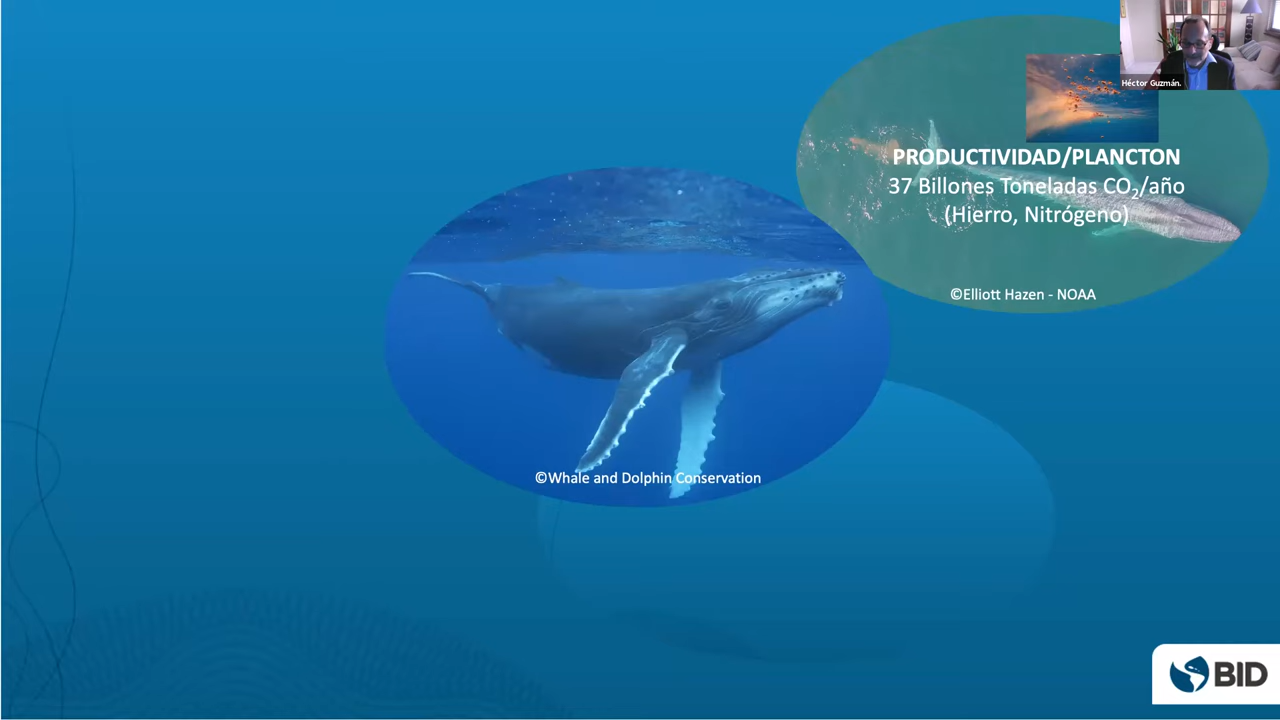 Héctor Guzmán.
PRODUCTIVIDAD/PLANCTON
37 Billones Toneladas CO₂/año
(Hierro, Nitrógeno)
©Elliott Hazen - NOAA
©Whale and Dolphin Conservation
BID